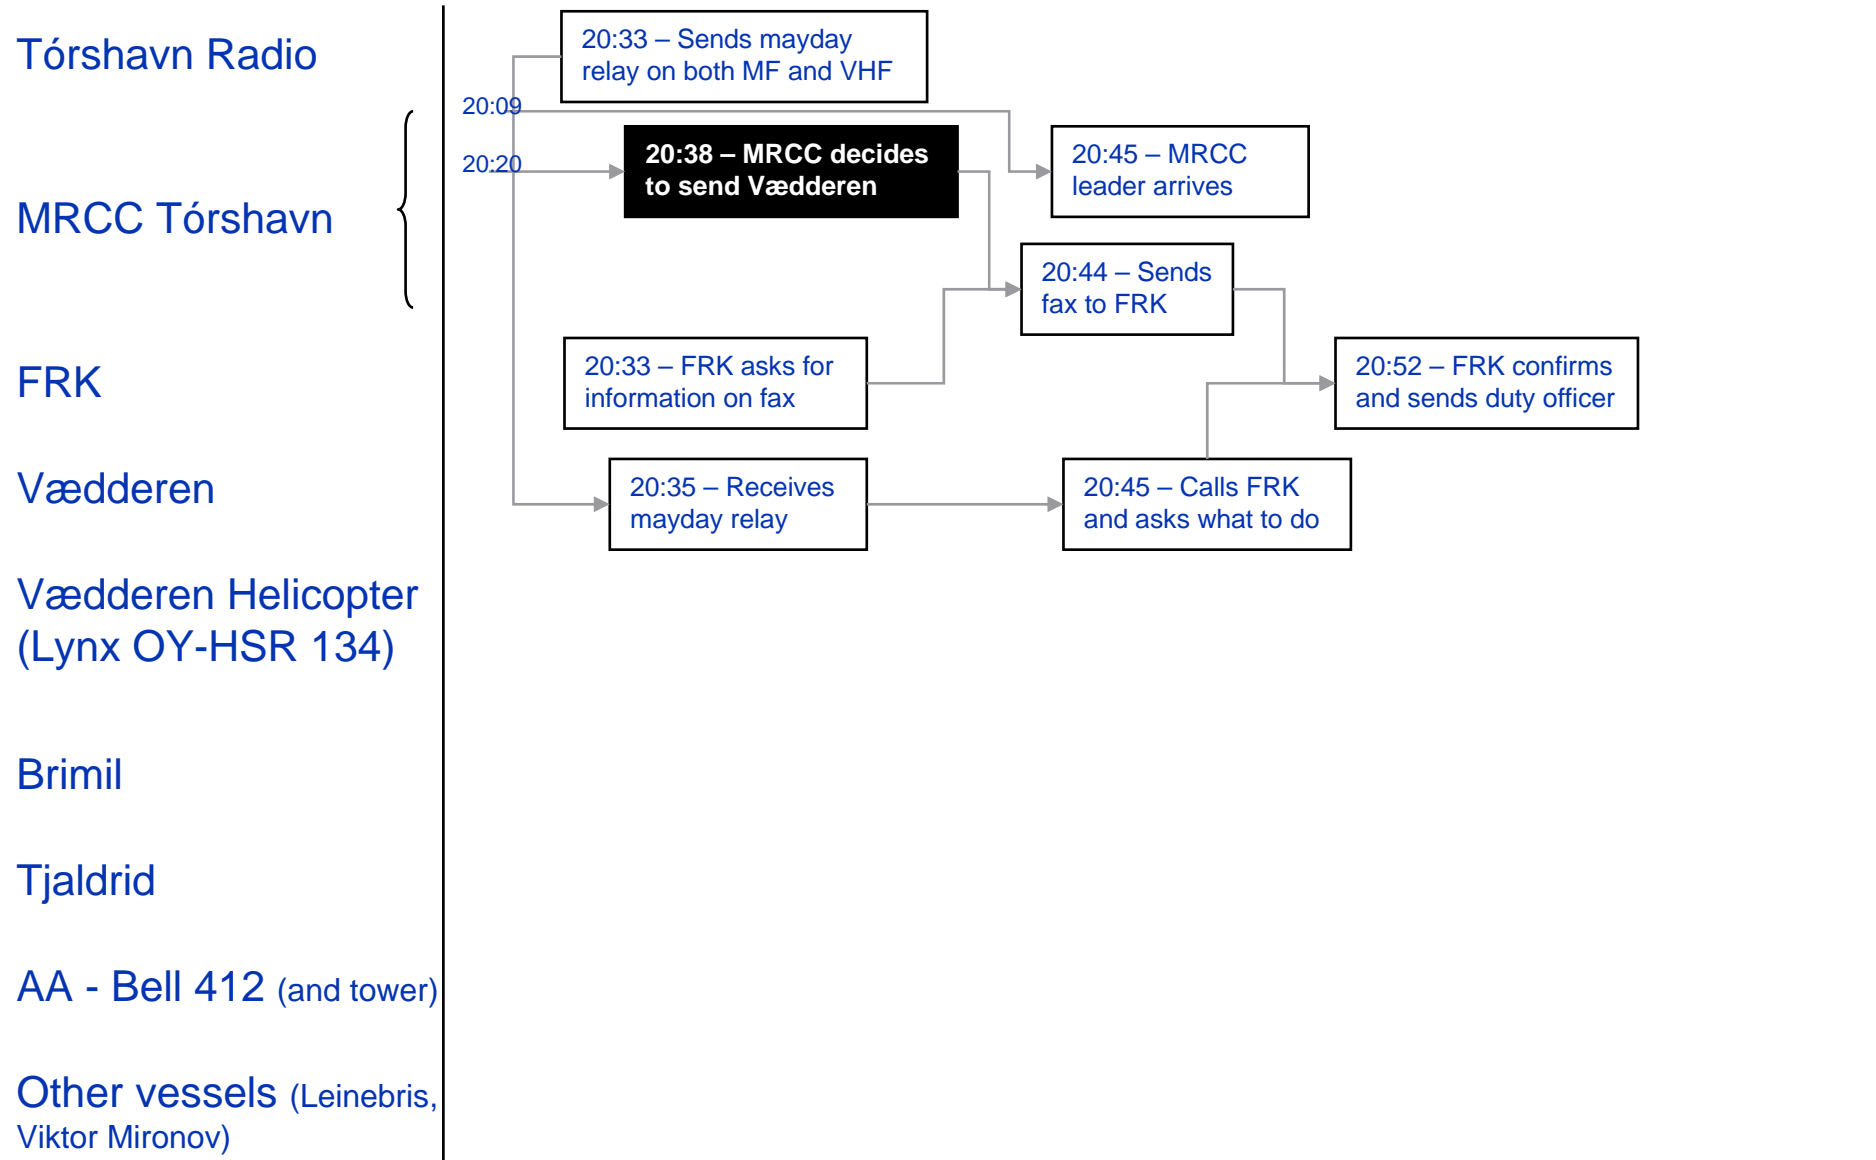 Tórshavn Radio
20:33 – Sends mayday
relay on both MF and VHF
20:09
MRCC Tórshavn
20:20
20:38 – MRCC decides
to send Vædderen
20:45 – MRCC
leader arrives
20:44 – Sends
fax to FRK
FRK
20:33 – FRK asks for
information on fax
20:52 – FRK confirms
and sends duty officer
Vædderen
20:35 – Receives
mayday relay
20:45 – Calls FRK
and asks what to do
Vædderen Helicopter
(Lynx OY-HSR 134)
Brimil
Tjaldrid
AA - Bell 412 (and tower)
Other vessels (Leinebris,
Viktor Mironov)